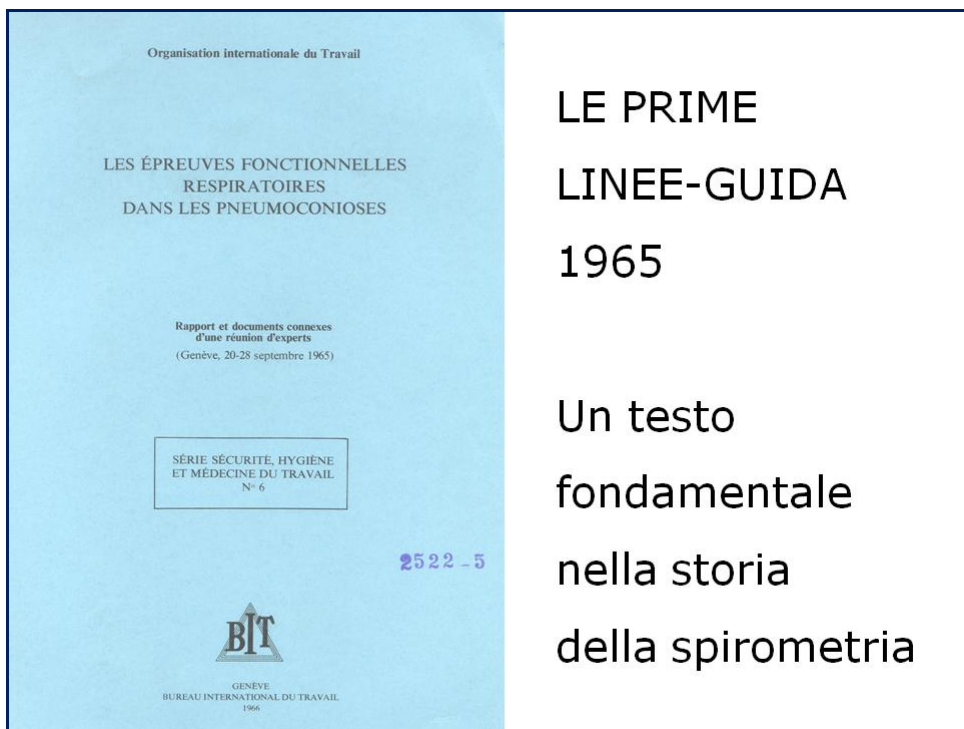 Organisation internationale du Travail
LES ÉPREUVES FONCTIONNELLES
RESPIRATOIRES
DANS LES PNEUMOCONIOSES
Rapport et documents connexes
d'une réunion d'experts
(Genève, 20-28 septembre 1965)
SÉRIE SÉCURITÉ, HYGIÈNE
ET MÉDECINE DU TRAVAIL
N° 6
2522-5
BIT
GENÈVE
BUREAU INTERNATIONAL DU TRAVAIL
1966
LE PRIME
LINEE-GUIDA
1965
Un testo
fondamentale
nella storia
della spirometria